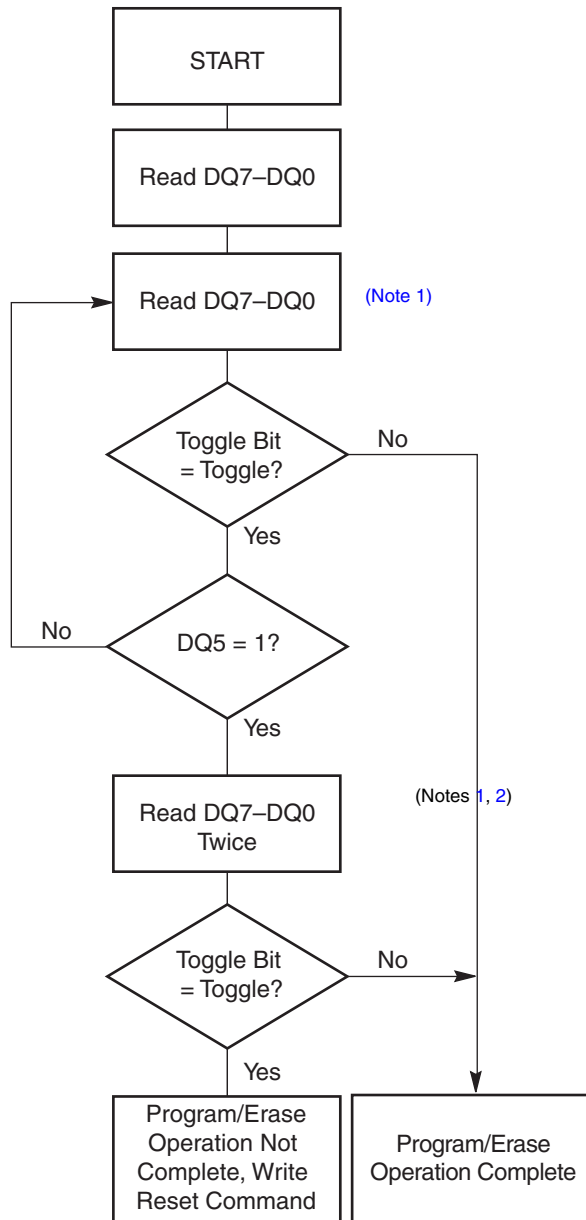 START
Read DQ7–DQ0
Read DQ7–DQ0
(Note 1)
Toggle Bit
= Toggle?
No
Yes
No
DQ5 = 1?
Yes
Read DQ7–DQ0
Twice
(Notes 1, 2)
Toggle Bit
= Toggle?
No
Yes
Program/Erase
Operation Not
Complete, Write
Reset Command
Program/Erase
Operation Complete